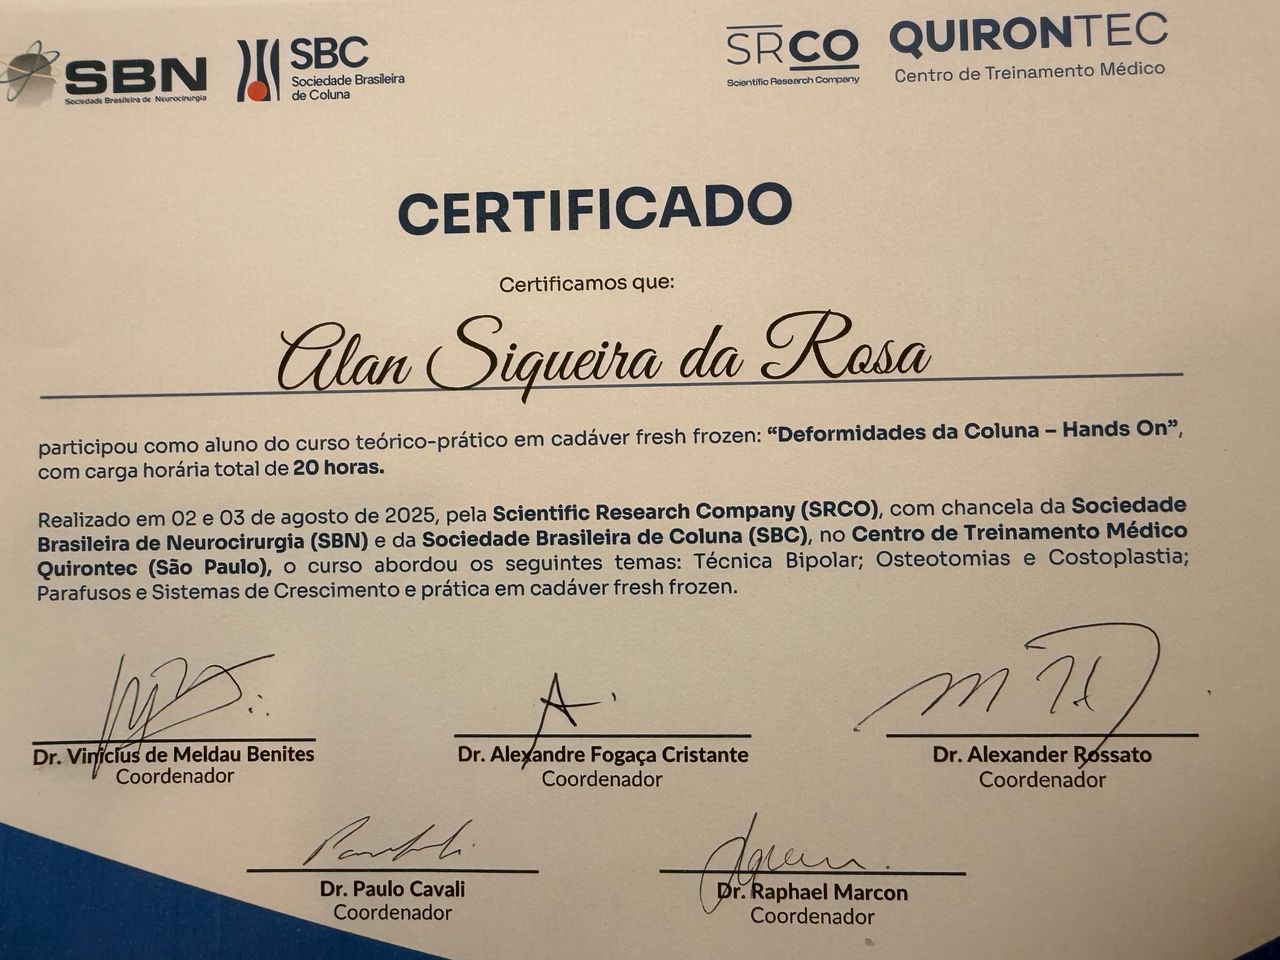 SBN
Sociedade Brasileira de Neurocirurgia
SBC
Sociedade Brasileira
de Coluna
SRCO
Scientific Research Company
QUIRONTEC
Centro de Treinamento Médico
CERTIFICADO
Certificamos que:
Alan Siqueira da Rosa
participou como aluno do curso teórico-prático em cadáver fresh frozen: “Deformidades da Coluna – Hands On”,
com carga horária total de 20 horas.
Realizado em 02 e 03 de agosto de 2025, pela Scientific Research Company (SRCO), com chancela da Sociedade
Brasileira de Neurocirurgia (SBN) e da Sociedade Brasileira de Coluna (SBC), no Centro de Treinamento Médico
Quirontec (São Paulo), o curso abordou os seguintes temas: Técnica Bipolar; Osteotomias e Costoplastia;
Parafusos e Sistemas de Crescimento e prática em cadáver fresh frozen.
Dr. Vinicius de Meldau Benites
Coordenador
Dr. Alexandre Fogaça Cristante
Coordenador
Dr. Alexander Rossato
Coordenador
Dr. Paulo Cavali
Coordenador
Dr. Raphael Marcon
Coordenador